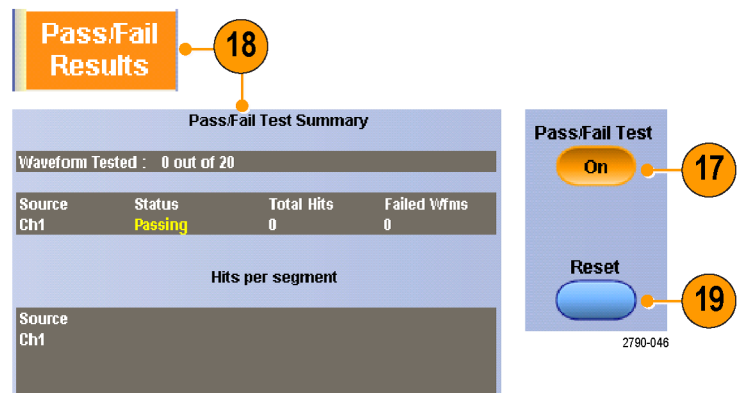 Pass/Fail
Results
18
Pass/Fail Test Summary
Waveform Tested : 0 out of 20
Source Status Total Hits Failed Wfms
Ch1 Passing 0 0
Hits per segment
Source
Ch1
Pass/Fail Test
On
17
Reset
19
2790-046